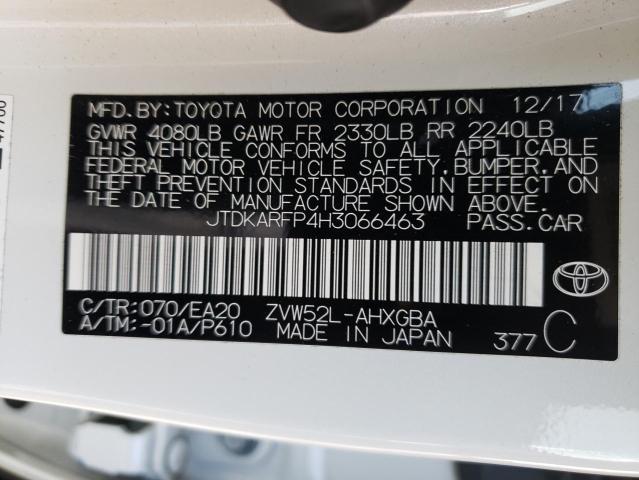 MFD.BY:TOYOTA MOTOR CORPORATION 12/17
GVWR 4080LB GAWR FR 2330LB RR 2240LB
THIS VEHICLE CONFORMS TO ALL APPLICABLE
FEDERAL MOTOR VEHICLE SAFETY,BUMPER,AND
THEFT PREVENTION STANDARDS IN EFFECT ON
THE DATE OF MANUFACTURE SHOWN ABOVE.
JTDKARFP4H3066463 PASS.CAR
C/TR:070/EA20 ZVW52L-AHXGBA
A/TM:-01A/P610 MADE IN JAPAN 377 C